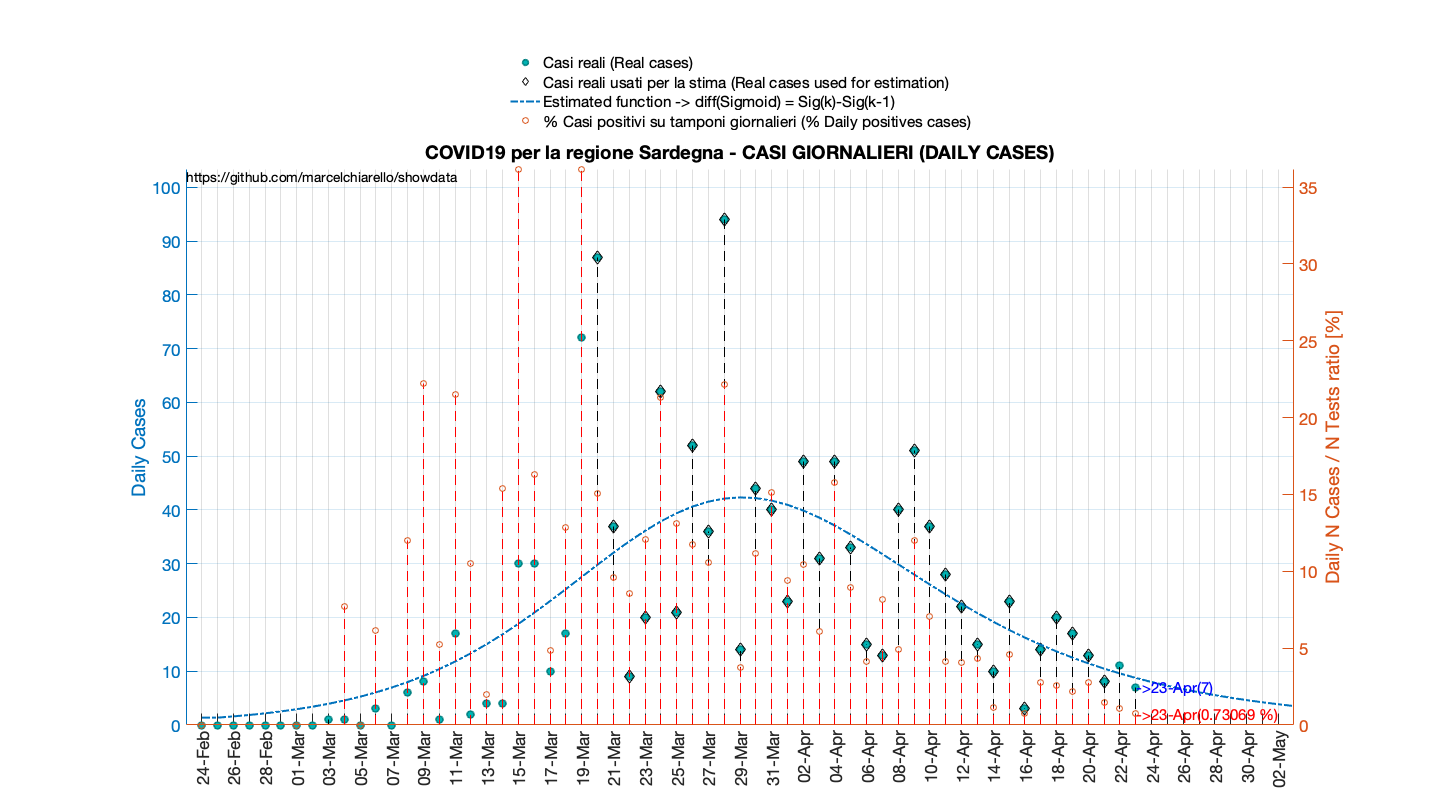 Casi reali (Real cases)
Casi reali usati per la stima (Real cases used for estimation)
Estimated function -> diff(Sigmoid) = Sig(k)-Sig(k-1)
% Casi positivi su tamponi giornalieri (% Daily positives cases)
COVID19 per la regione Sardegna - CASI GIORNALIERI (DAILY CASES)
https://github.com/marcelchiarello/showdata
Daily Cases
100
90
80
70
60
50
40
30
20
10
0
35
30
25
20
15
10
5
0
Daily N Cases / N Tests ratio [%]
->23-Apr(7)
->23-Apr(0.73069 %)
24-Feb
26-Feb
28-Feb
01-Mar
03-Mar
05-Mar
07-Mar
09-Mar
11-Mar
13-Mar
15-Mar
17-Mar
19-Mar
21-Mar
23-Mar
25-Mar
27-Mar
29-Mar
31-Mar
02-Apr
04-Apr
06-Apr
08-Apr
10-Apr
12-Apr
14-Apr
16-Apr
18-Apr
20-Apr
22-Apr
24-Apr
26-Apr
28-Apr
30-Apr
02-May